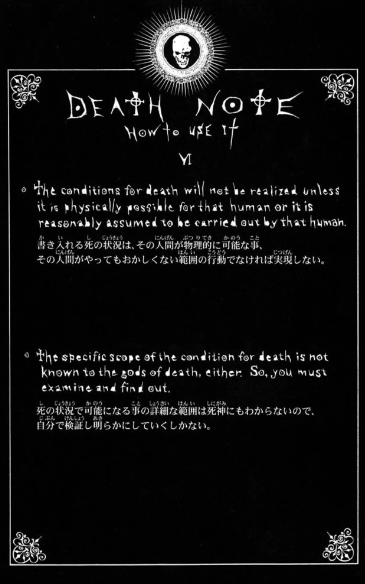 DEATH NOTE
How to use it
VI
The conditions for death will not be realized unless
it is physically possible for that human or it is
reasonably assumed to be carried out by that human.
書き入れる死の状況は、その人間が物理的に可能な事、
その人間がやってもおかしくない範囲の行動でなければ実現しない。
The specific scope of the condition for death is not
known to the gods of death, either. So, you must
examine and find out.
死の状況で可能になる事の詳細な範囲は死神にもわからないので、
自分で検証し明らかにしていくしかない。